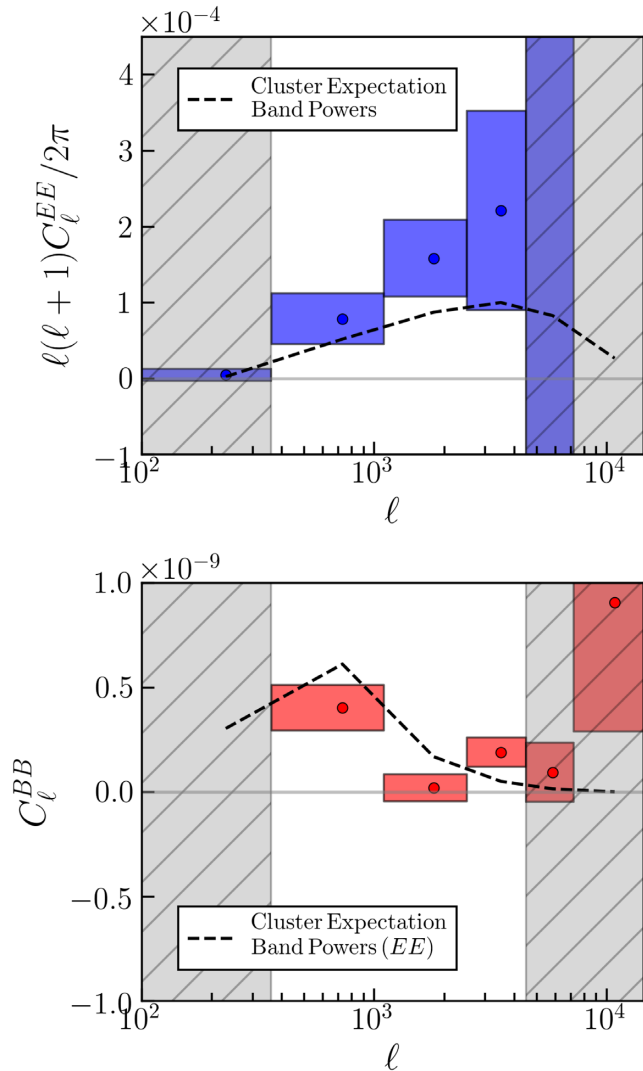 ×10⁻⁴
4
3
2
1
0
−1
ℓ(ℓ + 1)C_ℓ^{EE}/2π
Cluster Expectation
Band Powers
10² 10³ 10⁴
ℓ
×10⁻⁹
1.0
0.5
0.0
−0.5
−1.0
C_ℓ^{BB}
Cluster Expectation
Band Powers (EE)
10² 10³ 10⁴
ℓ